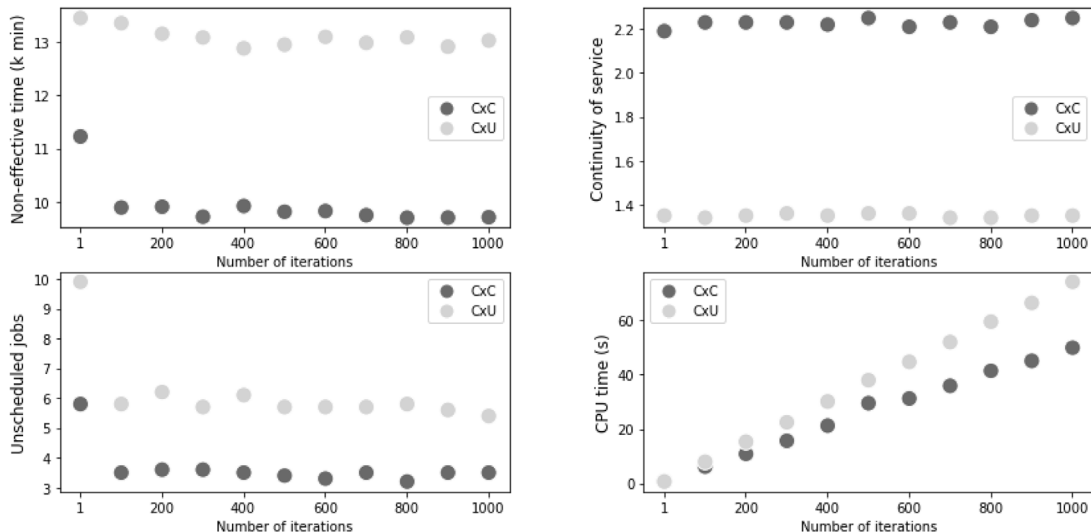 Non-effective time (k min)
13
12
11
10
CxC
CxU
1 200 400 600 800 1000
Number of iterations
Continuity of service
2.2
2.0
1.8
1.6
1.4
CxC
CxU
1 200 400 600 800 1000
Number of iterations
Unscheduled jobs
10
9
8
7
6
5
4
3
CxC
CxU
1 200 400 600 800 1000
Number of iterations
CPU time (s)
60
40
20
0
CxC
CxU
1 200 400 600 800 1000
Number of iterations